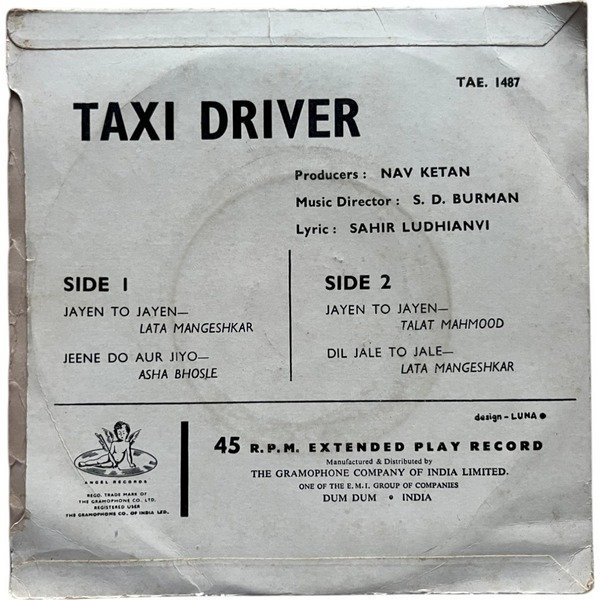 TAE. 1487
TAXI DRIVER
Producers : NAV KETAN
Music Director : S. D. BURMAN
Lyric : SAHIR LUDHIANVI
SIDE 1
JAYEN TO JAYEN—
LATA MANGESHKAR
JEENE DO AUR JIYO—
ASHA BHOSLE
SIDE 2
JAYEN TO JAYEN—
TALAT MAHMOOD
DIL JALE TO JALE—
LATA MANGESHKAR
design - LUNA
ANGEL RECORDS
REGD. TRADE MARK OF
THE GRAMOPHONE CO. LTD.
REGISTERED USER
THE GRAMOPHONE CO. OF INDIA LTD.
45 R.P.M. EXTENDED PLAY RECORD
Manufactured & Distributed by
THE GRAMOPHONE COMPANY OF INDIA LIMITED.
ONE OF THE E.M.I. GROUP OF COMPANIES
DUM DUM • INDIA